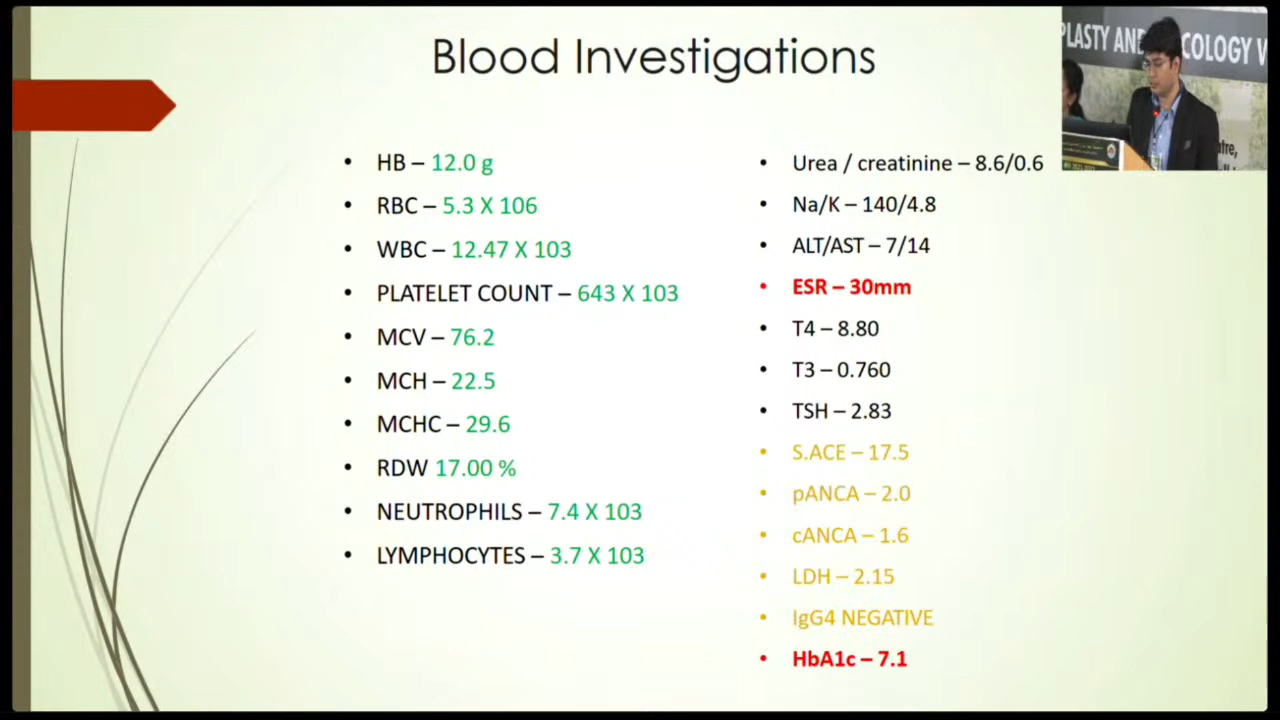 Blood Investigations
PLASTY AND COLOGY
• HB – 12.0 g
• RBC – 5.3 X 106
• WBC – 12.47 X 103
• PLATELET COUNT – 643 X 103
• MCV – 76.2
• MCH – 22.5
• MCHC – 29.6
• RDW 17.00 %
• NEUTROPHILS – 7.4 X 103
• LYMPHOCYTES – 3.7 X 103
• Urea / creatinine – 8.6/0.6
• Na/K – 140/4.8
• ALT/AST – 7/14
• ESR – 30mm
• T4 – 8.80
• T3 – 0.760
• TSH – 2.83
• S.ACE – 17.5
• pANCA – 2.0
• cANCA – 1.6
• LDH – 2.15
• IgG4 NEGATIVE
• HbA1c – 7.1